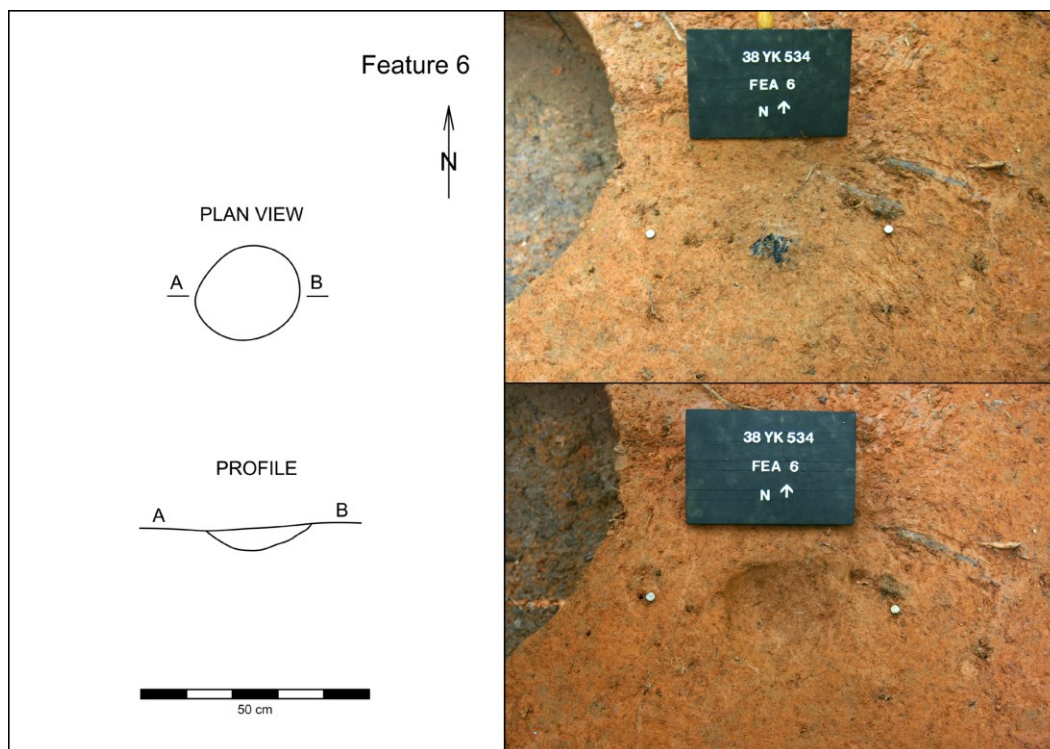 Feature 6
N
PLAN VIEW
A B
PROFILE
A B
50 cm
38 YK 534
FEA 6
N ↑
38 YK 534
FEA 6
N ↑